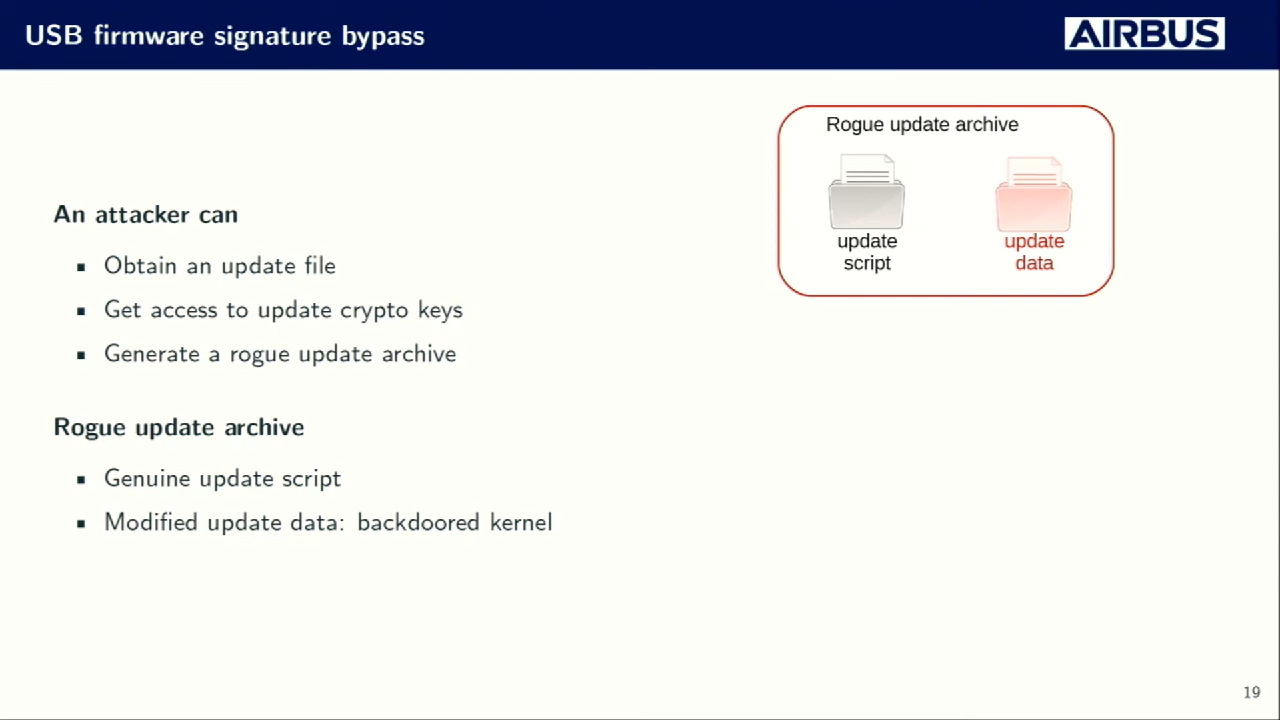 USB firmware signature bypass
AIRBUS
An attacker can
▪ Obtain an update file
▪ Get access to update crypto keys
▪ Generate a rogue update archive
Rogue update archive
▪ Genuine update script
▪ Modified update data: backdoored kernel
Rogue update archive
update
script
update
data
19